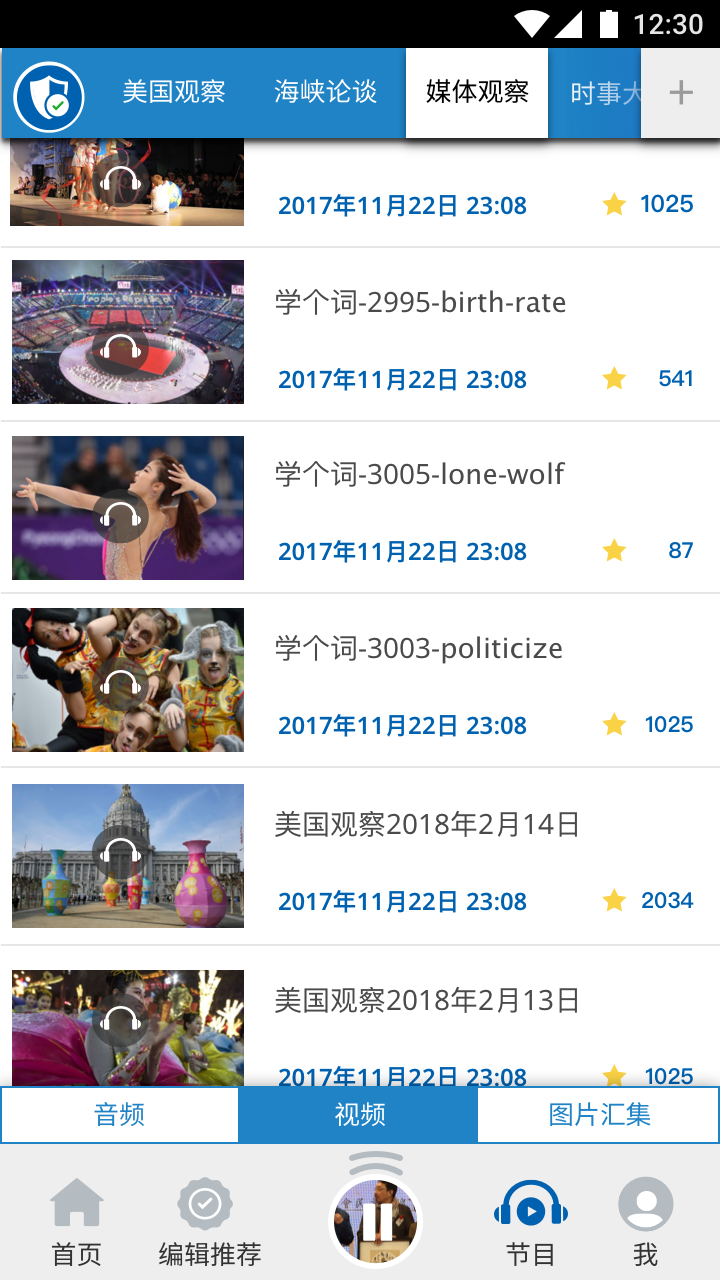 12:30
美国观察 海峡论谈 媒体观察 时事大
2017年11月22日 23:08 1025
学个词-2995-birth-rate
2017年11月22日 23:08 541
学个词-3005-lone-wolf
2017年11月22日 23:08 87
学个词-3003-politicize
2017年11月22日 23:08 1025
美国观察2018年2月14日
2017年11月22日 23:08 2034
美国观察2018年2月13日
2017年11月22日 23:08 1025
音频 视频 图片汇集
首页 编辑推荐 节目 我